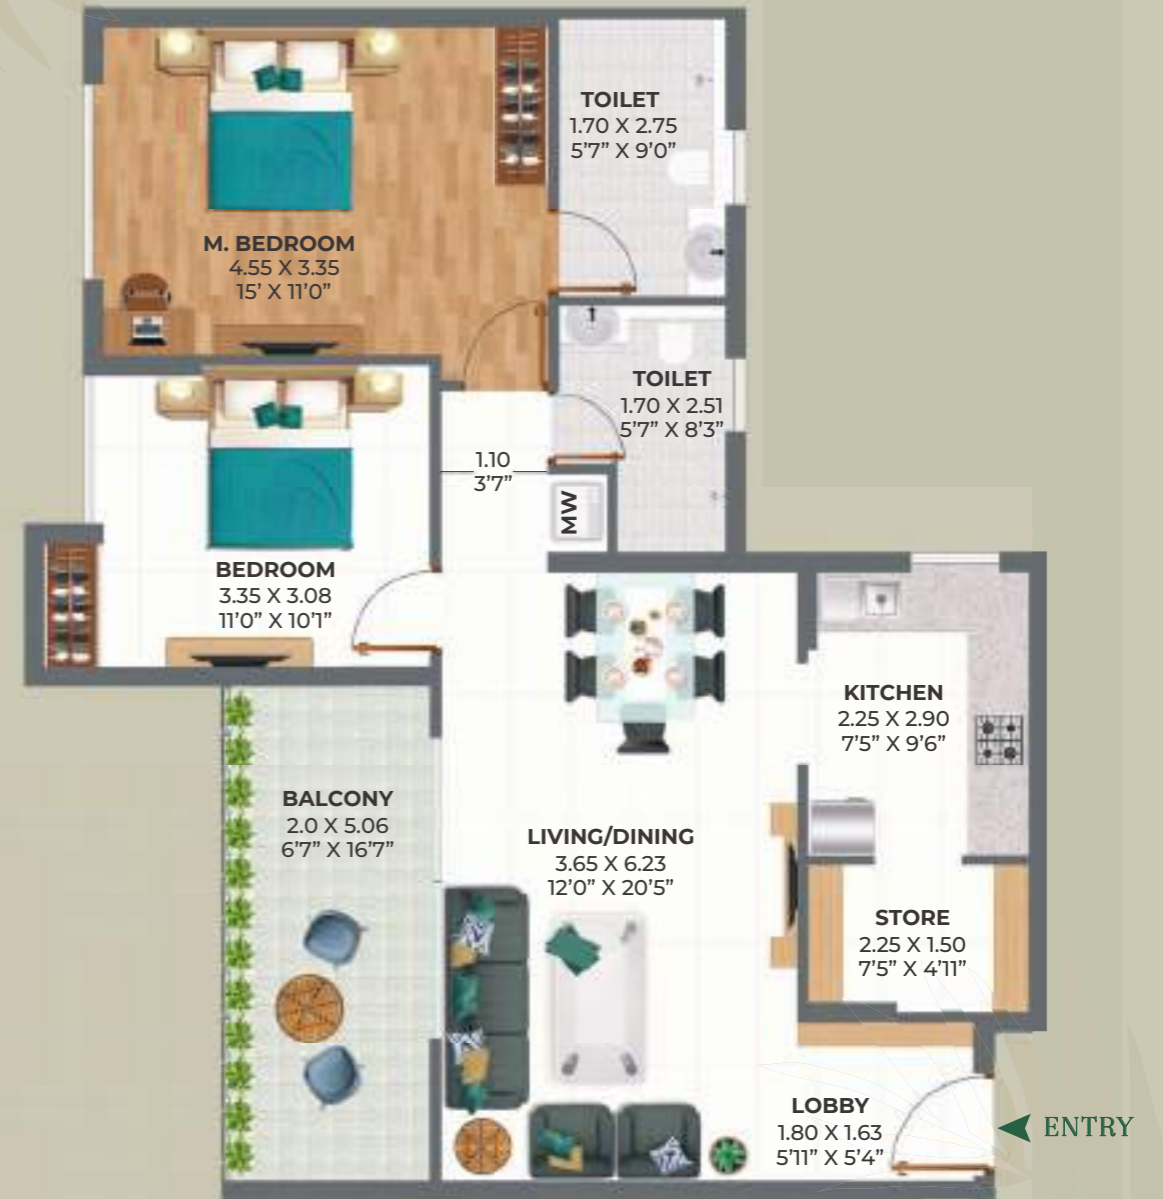 TOILET
1.70 X 2.75
5’7” X 9’0”
M. BEDROOM
4.55 X 3.35
15’ X 11’0”
TOILET
1.70 X 2.51
5’7” X 8’3”
1.10
3’7”
MW
BEDROOM
3.35 X 3.08
11’0” X 10’1”
KITCHEN
2.25 X 2.90
7’5” X 9’6”
BALCONY
2.0 X 5.06
6’7” X 16’7”
LIVING/DINING
3.65 X 6.23
12’0” X 20’5”
STORE
2.25 X 1.50
7’5” X 4’11”
LOBBY
1.80 X 1.63
5’11” X 5’4”
ENTRY